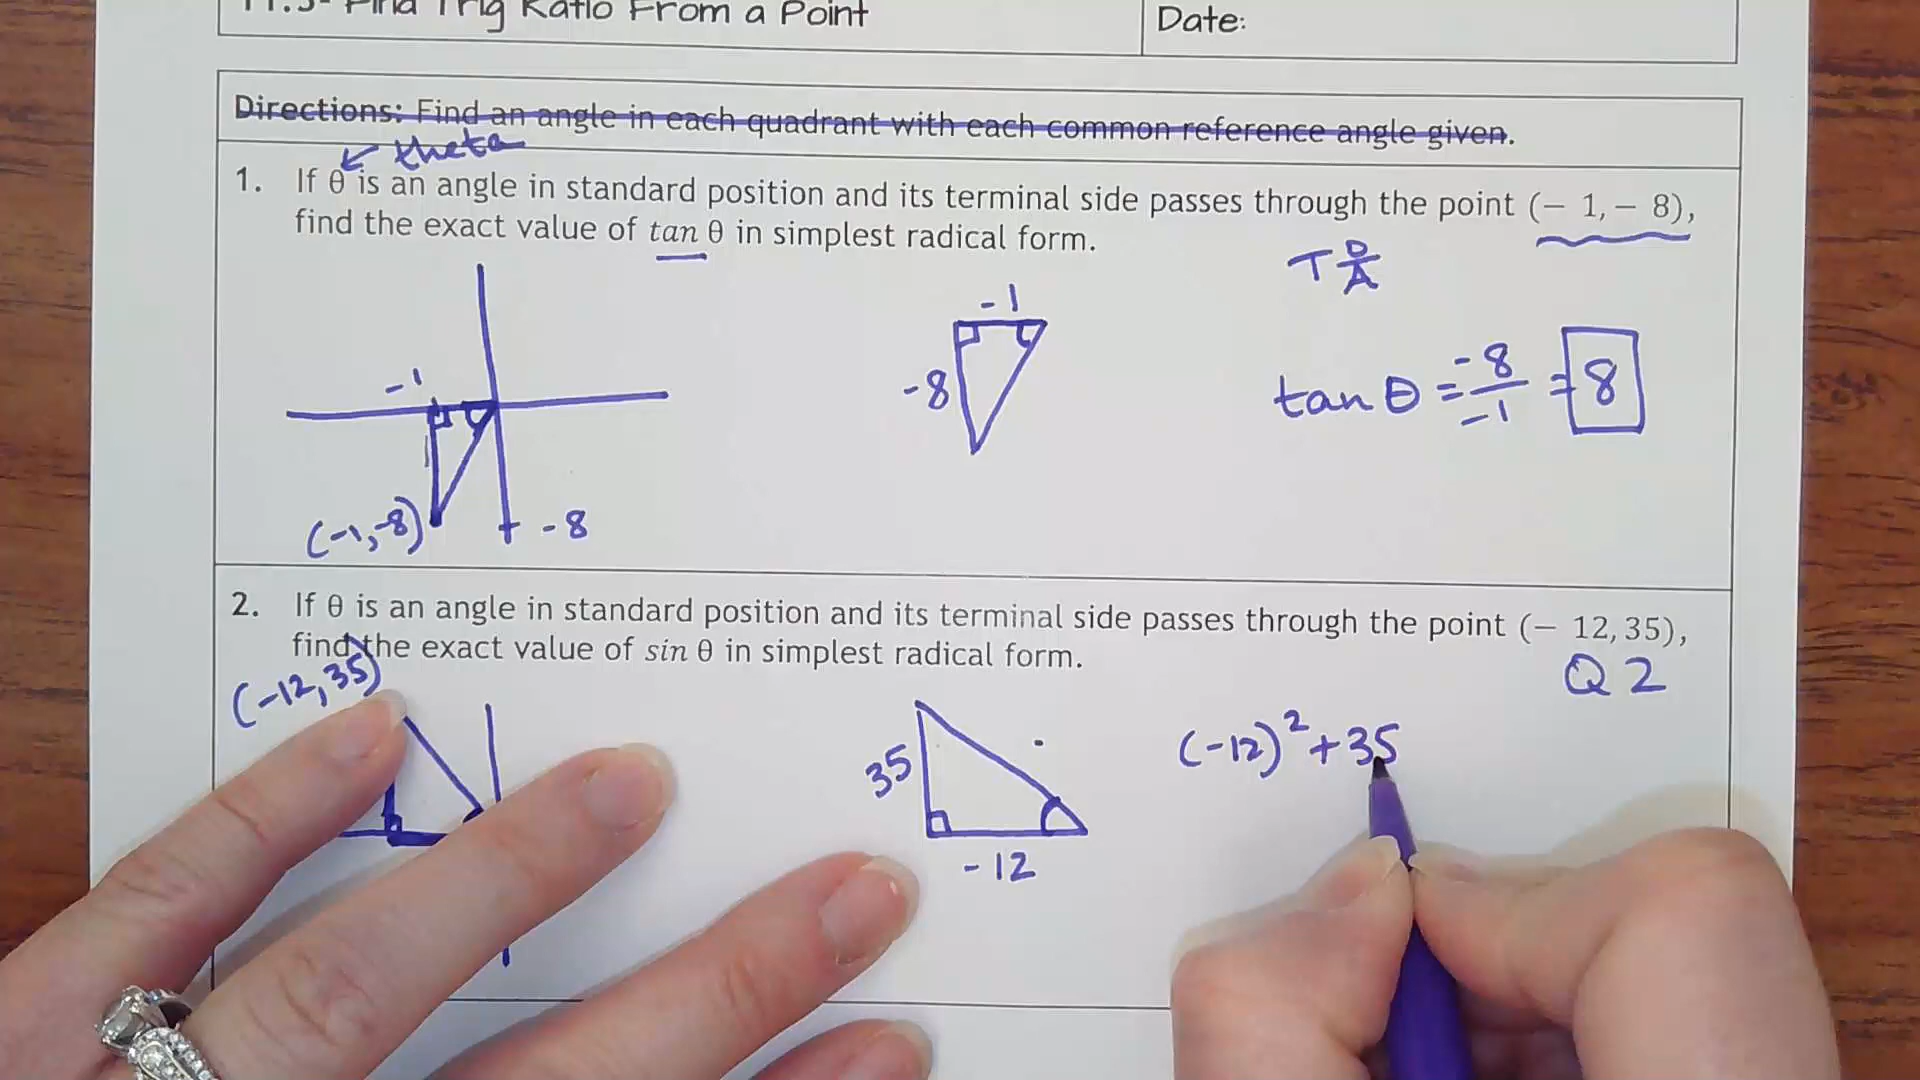 11.5- Find Trig Ratio From a Point
Date:
Directions: Find an angle in each quadrant with each common reference angle given.
theta
1. If θ is an angle in standard position and its terminal side passes through the point (− 1,− 8),
find the exact value of tan θ in simplest radical form.
T O/A
-1
-1
-8
tan θ = -8/-1 = 8
(-1,-8)
-8
2. If θ is an angle in standard position and its terminal side passes through the point (− 12, 35),
find the exact value of sin θ in simplest radical form.
(-12, 35)
Q 2
35
(-12)² + 35
-12